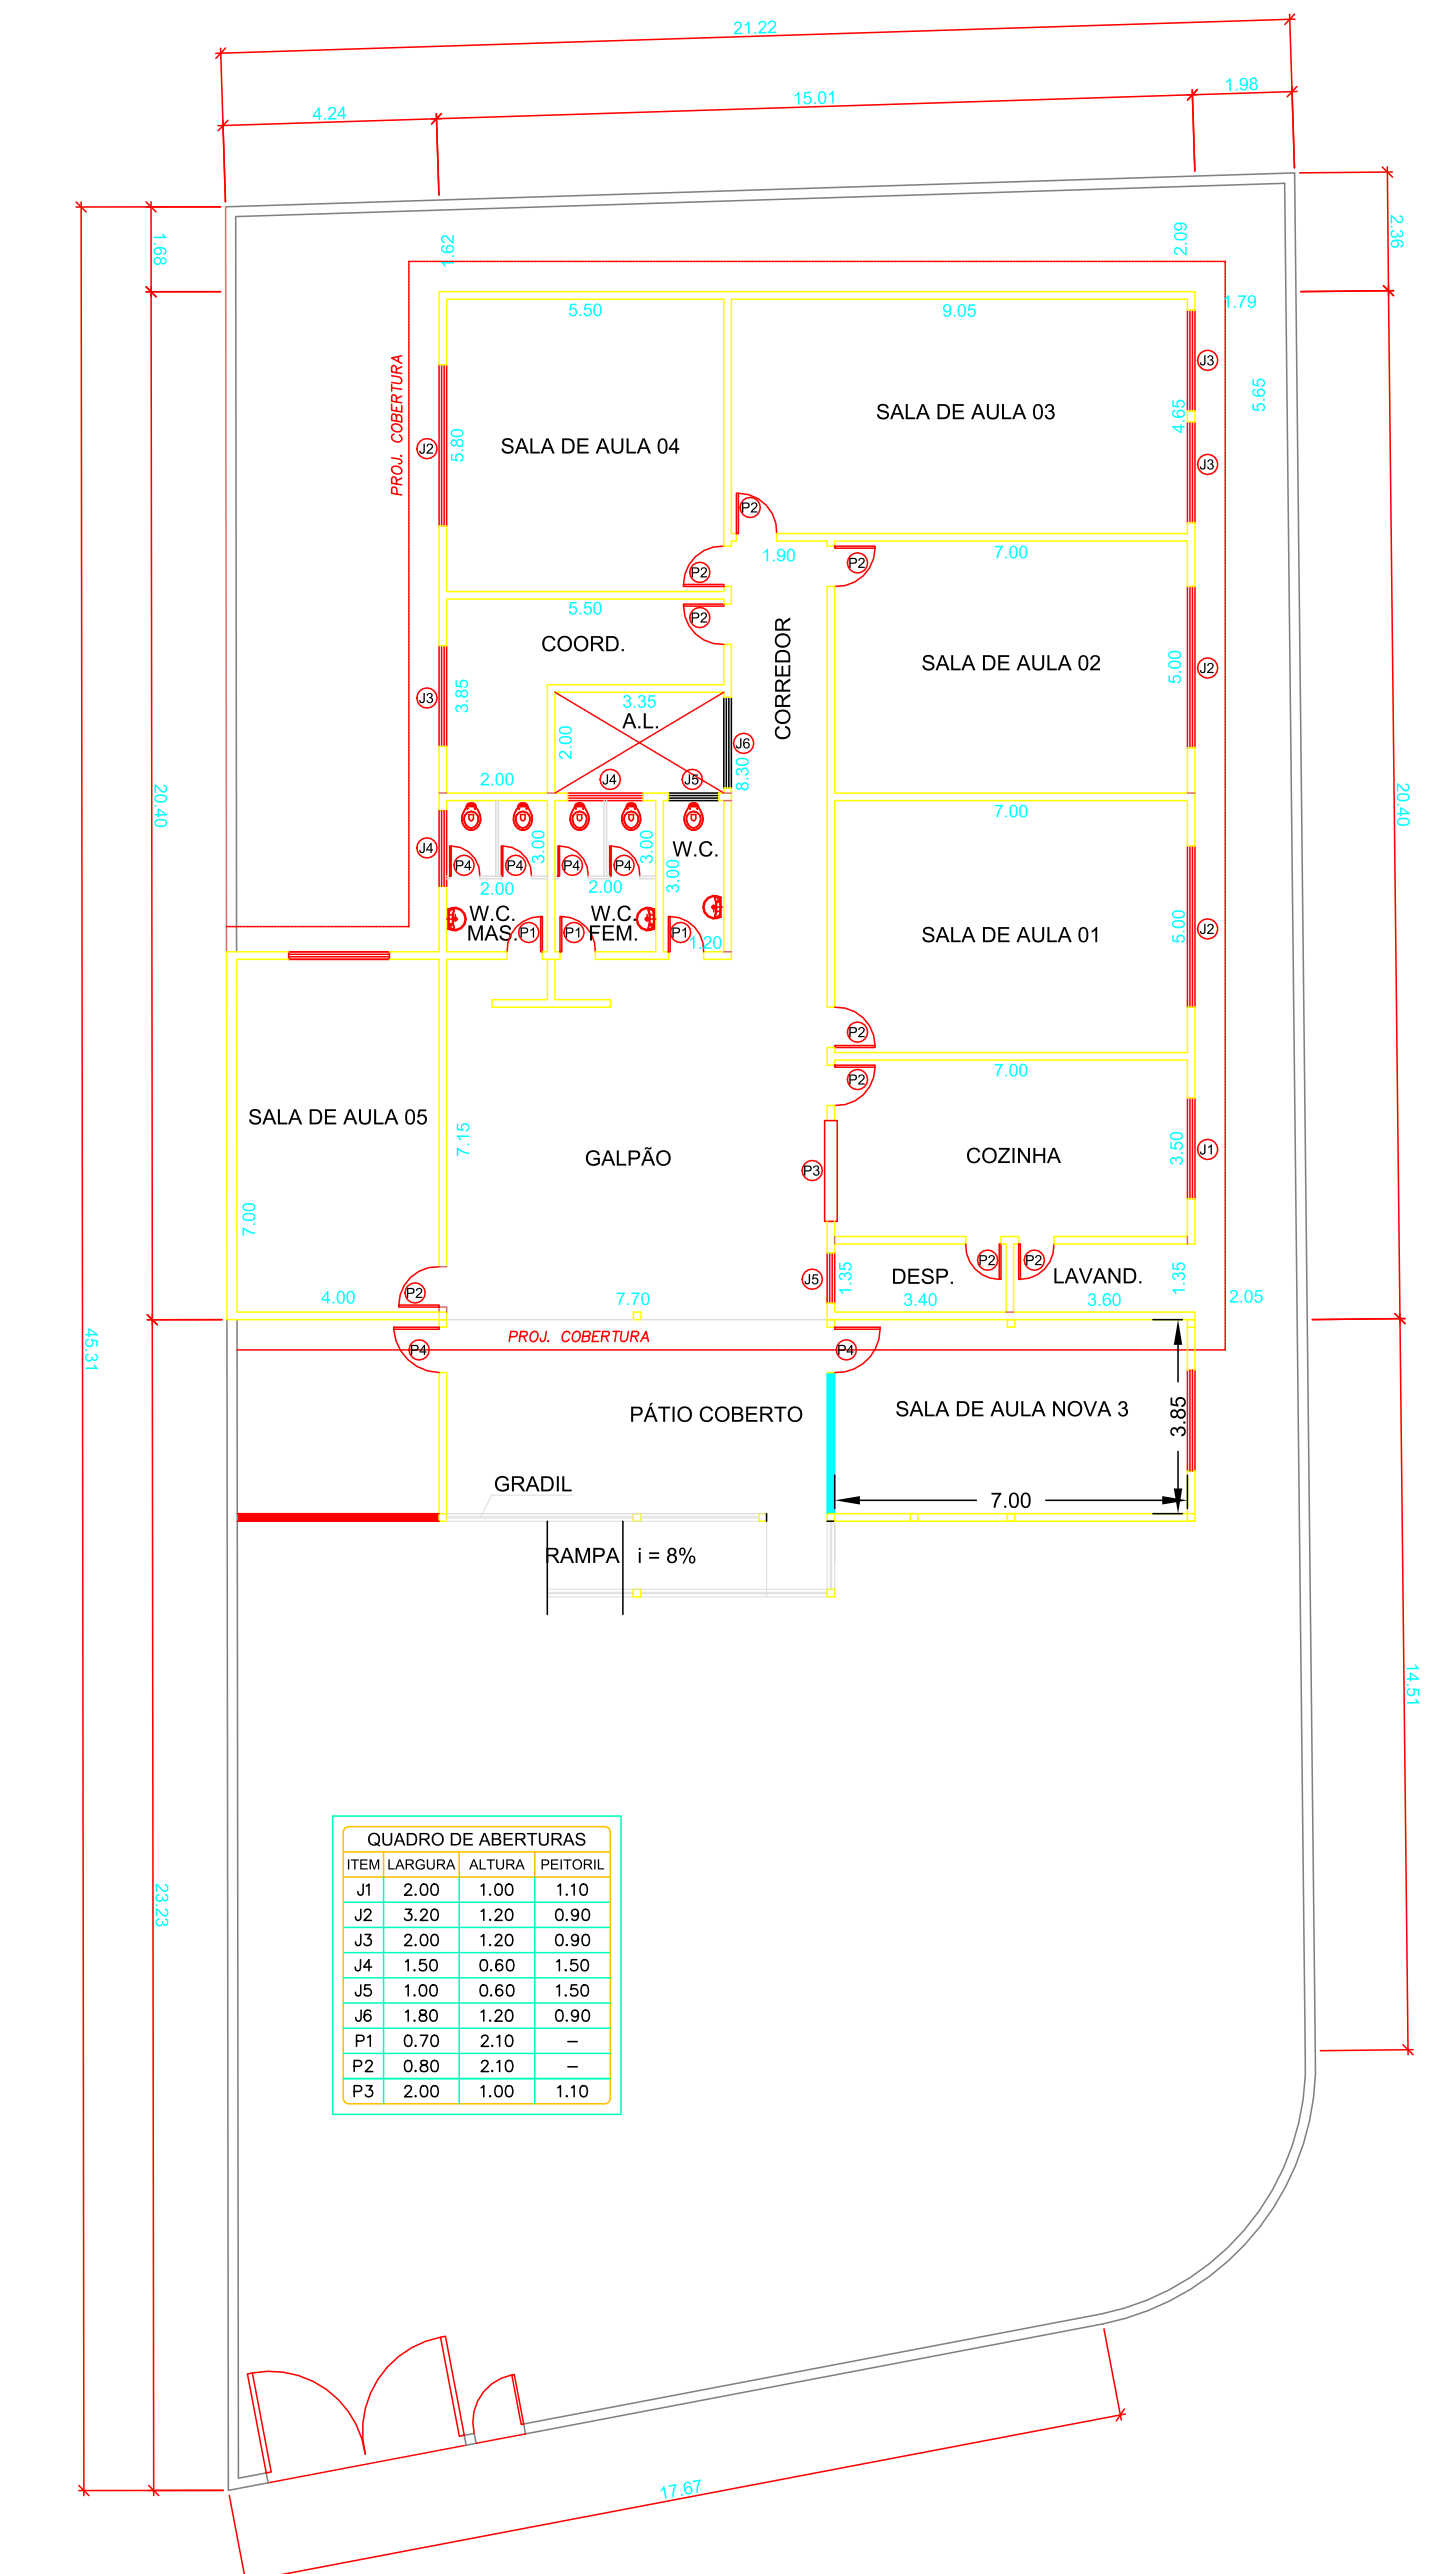 21.22
15.01
1.98
4.24
2.36
1.68
1.62
2.09
1.79
5.50
9.05
J3
PROJ. COBERTURA
5.65
SALA DE AULA 03
4.65
J2
5.80
SALA DE AULA 04
J3
P2
1.90
P2
7.00
P2
5.50
P2
COORD.
CORREDOR
SALA DE AULA 02
5.00
J2
J3
3.85
3.35
A.L.
2.00
J6
8.30
2.00
J4
J5
20.40
20.40
7.00
J4
3.00
3.00
W.C.
P4
P4
P4
P4
3.00
2.00
2.00
W.C.
MAS.
P1
W.C.
FEM.
P1
P1
1.20
SALA DE AULA 01
5.00
J2
P2
7.00
P2
SALA DE AULA 05
7.15
GALPÃO
COZINHA
3.50
J1
P3
7.00
P2
P2
J5
1.35
DESP.
LAVAND.
1.35
P2
4.00
7.70
3.40
3.60
2.05
PROJ. COBERTURA
45.31
P4
P4
PÁTIO COBERTO
SALA DE AULA NOVA 3
3.85
GRADIL
7.00
RAMPA i = 8%
14.51
QUADRO DE ABERTURAS
ITEM LARGURA ALTURA PEITORIL
J1 2.00 1.00 1.10
J2 3.20 1.20 0.90
J3 2.00 1.20 0.90
J4 1.50 0.60 1.50
J5 1.00 0.60 1.50
J6 1.80 1.20 0.90
P1 0.70 2.10 –
P2 0.80 2.10 –
P3 2.00 1.00 1.10
23.23
17.67